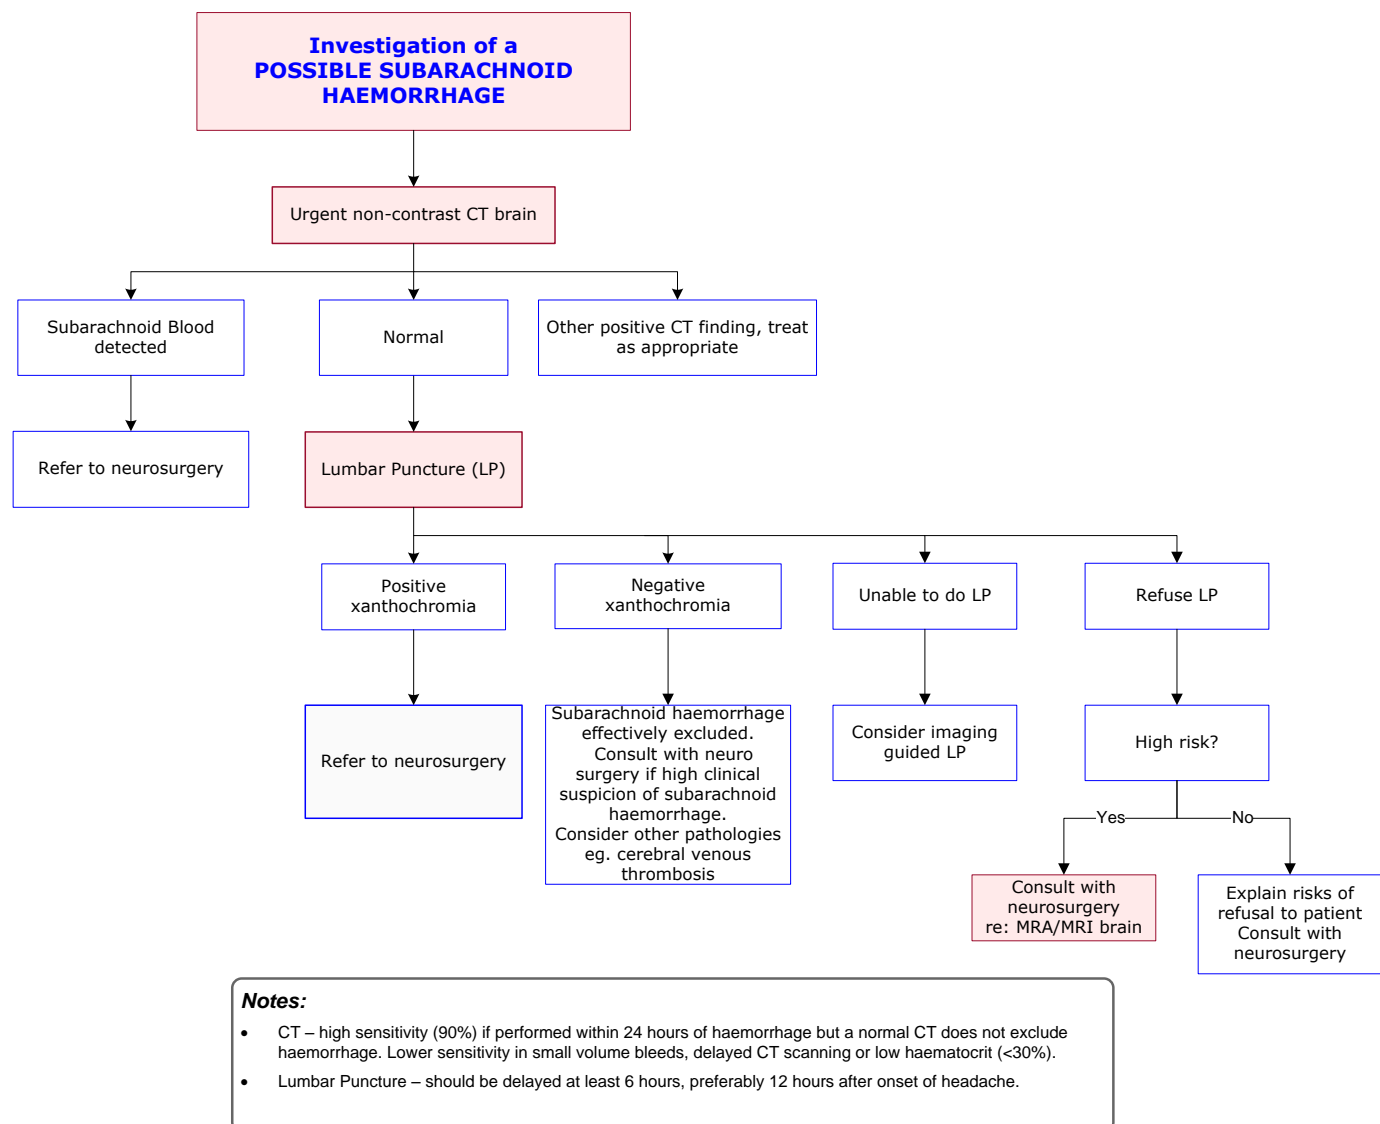 Investigation of a
POSSIBLE SUBARACHNOID
HAEMORRHAGE
Urgent non-contrast CT brain
Subarachnoid Blood
detected
Normal
Other positive CT finding, treat
as appropriate
Refer to neurosurgery
Lumbar Puncture (LP)
Positive
xanthochromia
Negative
xanthochromia
Unable to do LP
Refuse LP
Refer to neurosurgery
Subarachnoid haemorrhage
effectively excluded.
Consult with neuro
surgery if high clinical
suspicion of subarachnoid
haemorrhage.
Consider other pathologies
eg. cerebral venous
thrombosis
Consider imaging
guided LP
High risk?
Yes
No
Consult with
neurosurgery
re: MRA/MRI brain
Explain risks of
refusal to patient
Consult with
neurosurgery
Notes:
• CT – high sensitivity (90%) if performed within 24 hours of haemorrhage but a normal CT does not exclude
haemorrhage. Lower sensitivity in small volume bleeds, delayed CT scanning or low haematocrit (<30%).
• Lumbar Puncture – should be delayed at least 6 hours, preferably 12 hours after onset of headache.